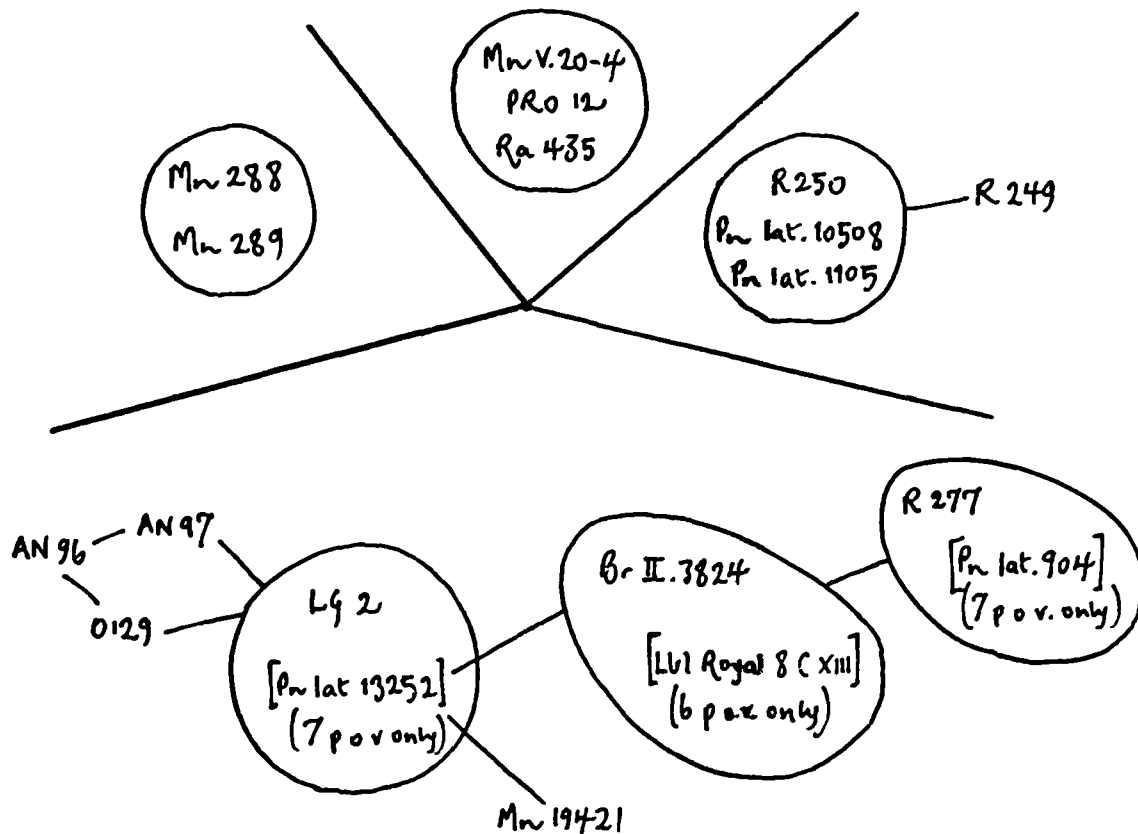 Mn V.20-4
PRO 12
Ra 435
Mn 288
Mn 289
R 250
Pn lat. 10508
Pn lat. 1105
R 249
AN 96
AN 97
0129
LG 2
[Pn lat 13252]
(7 p o v only)
Mn 19421
Br II.3824
[Lbl Royal 8 C XIII]
(6 p o v only)
R 277
[Pn lat. 904]
(7 p o v. only)